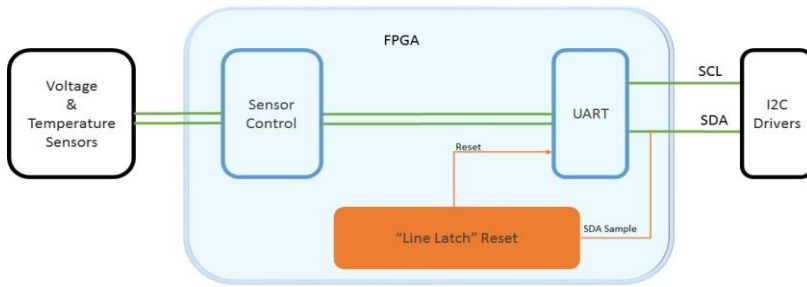 FPGA
Voltage
&
Temperature
Sensors
Sensor
Control
UART
SCL
SDA
I2C
Drivers
Reset
"Line Latch" Reset
SDA Sample